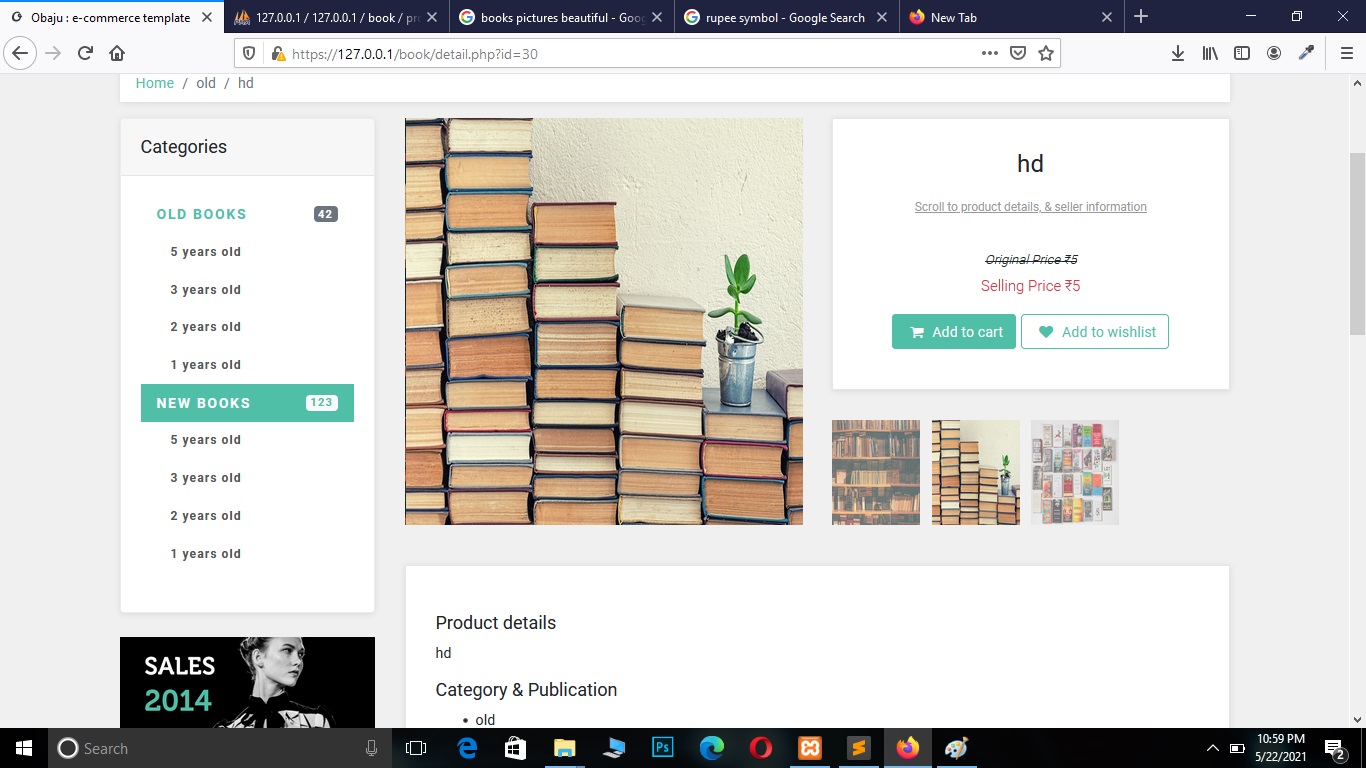 Obaju : e-commerce template
127.0.0.1 / 127.0.0.1 / book / pro
books pictures beautiful - Goog
rupee symbol - Google Search
New Tab
https://127.0.0.1/book/detail.php?id=30
Home / old / hd
Categories
OLD BOOKS 42
5 years old
3 years old
2 years old
1 years old
NEW BOOKS 123
5 years old
3 years old
2 years old
1 years old
SALES
2014
hd
Scroll to product details, & seller information
Original Price ₹5
Selling Price ₹5
Add to cart
Add to wishlist
Product details
hd
Category & Publication
• old
Search
Ps
10:59 PM
5/22/2021
2